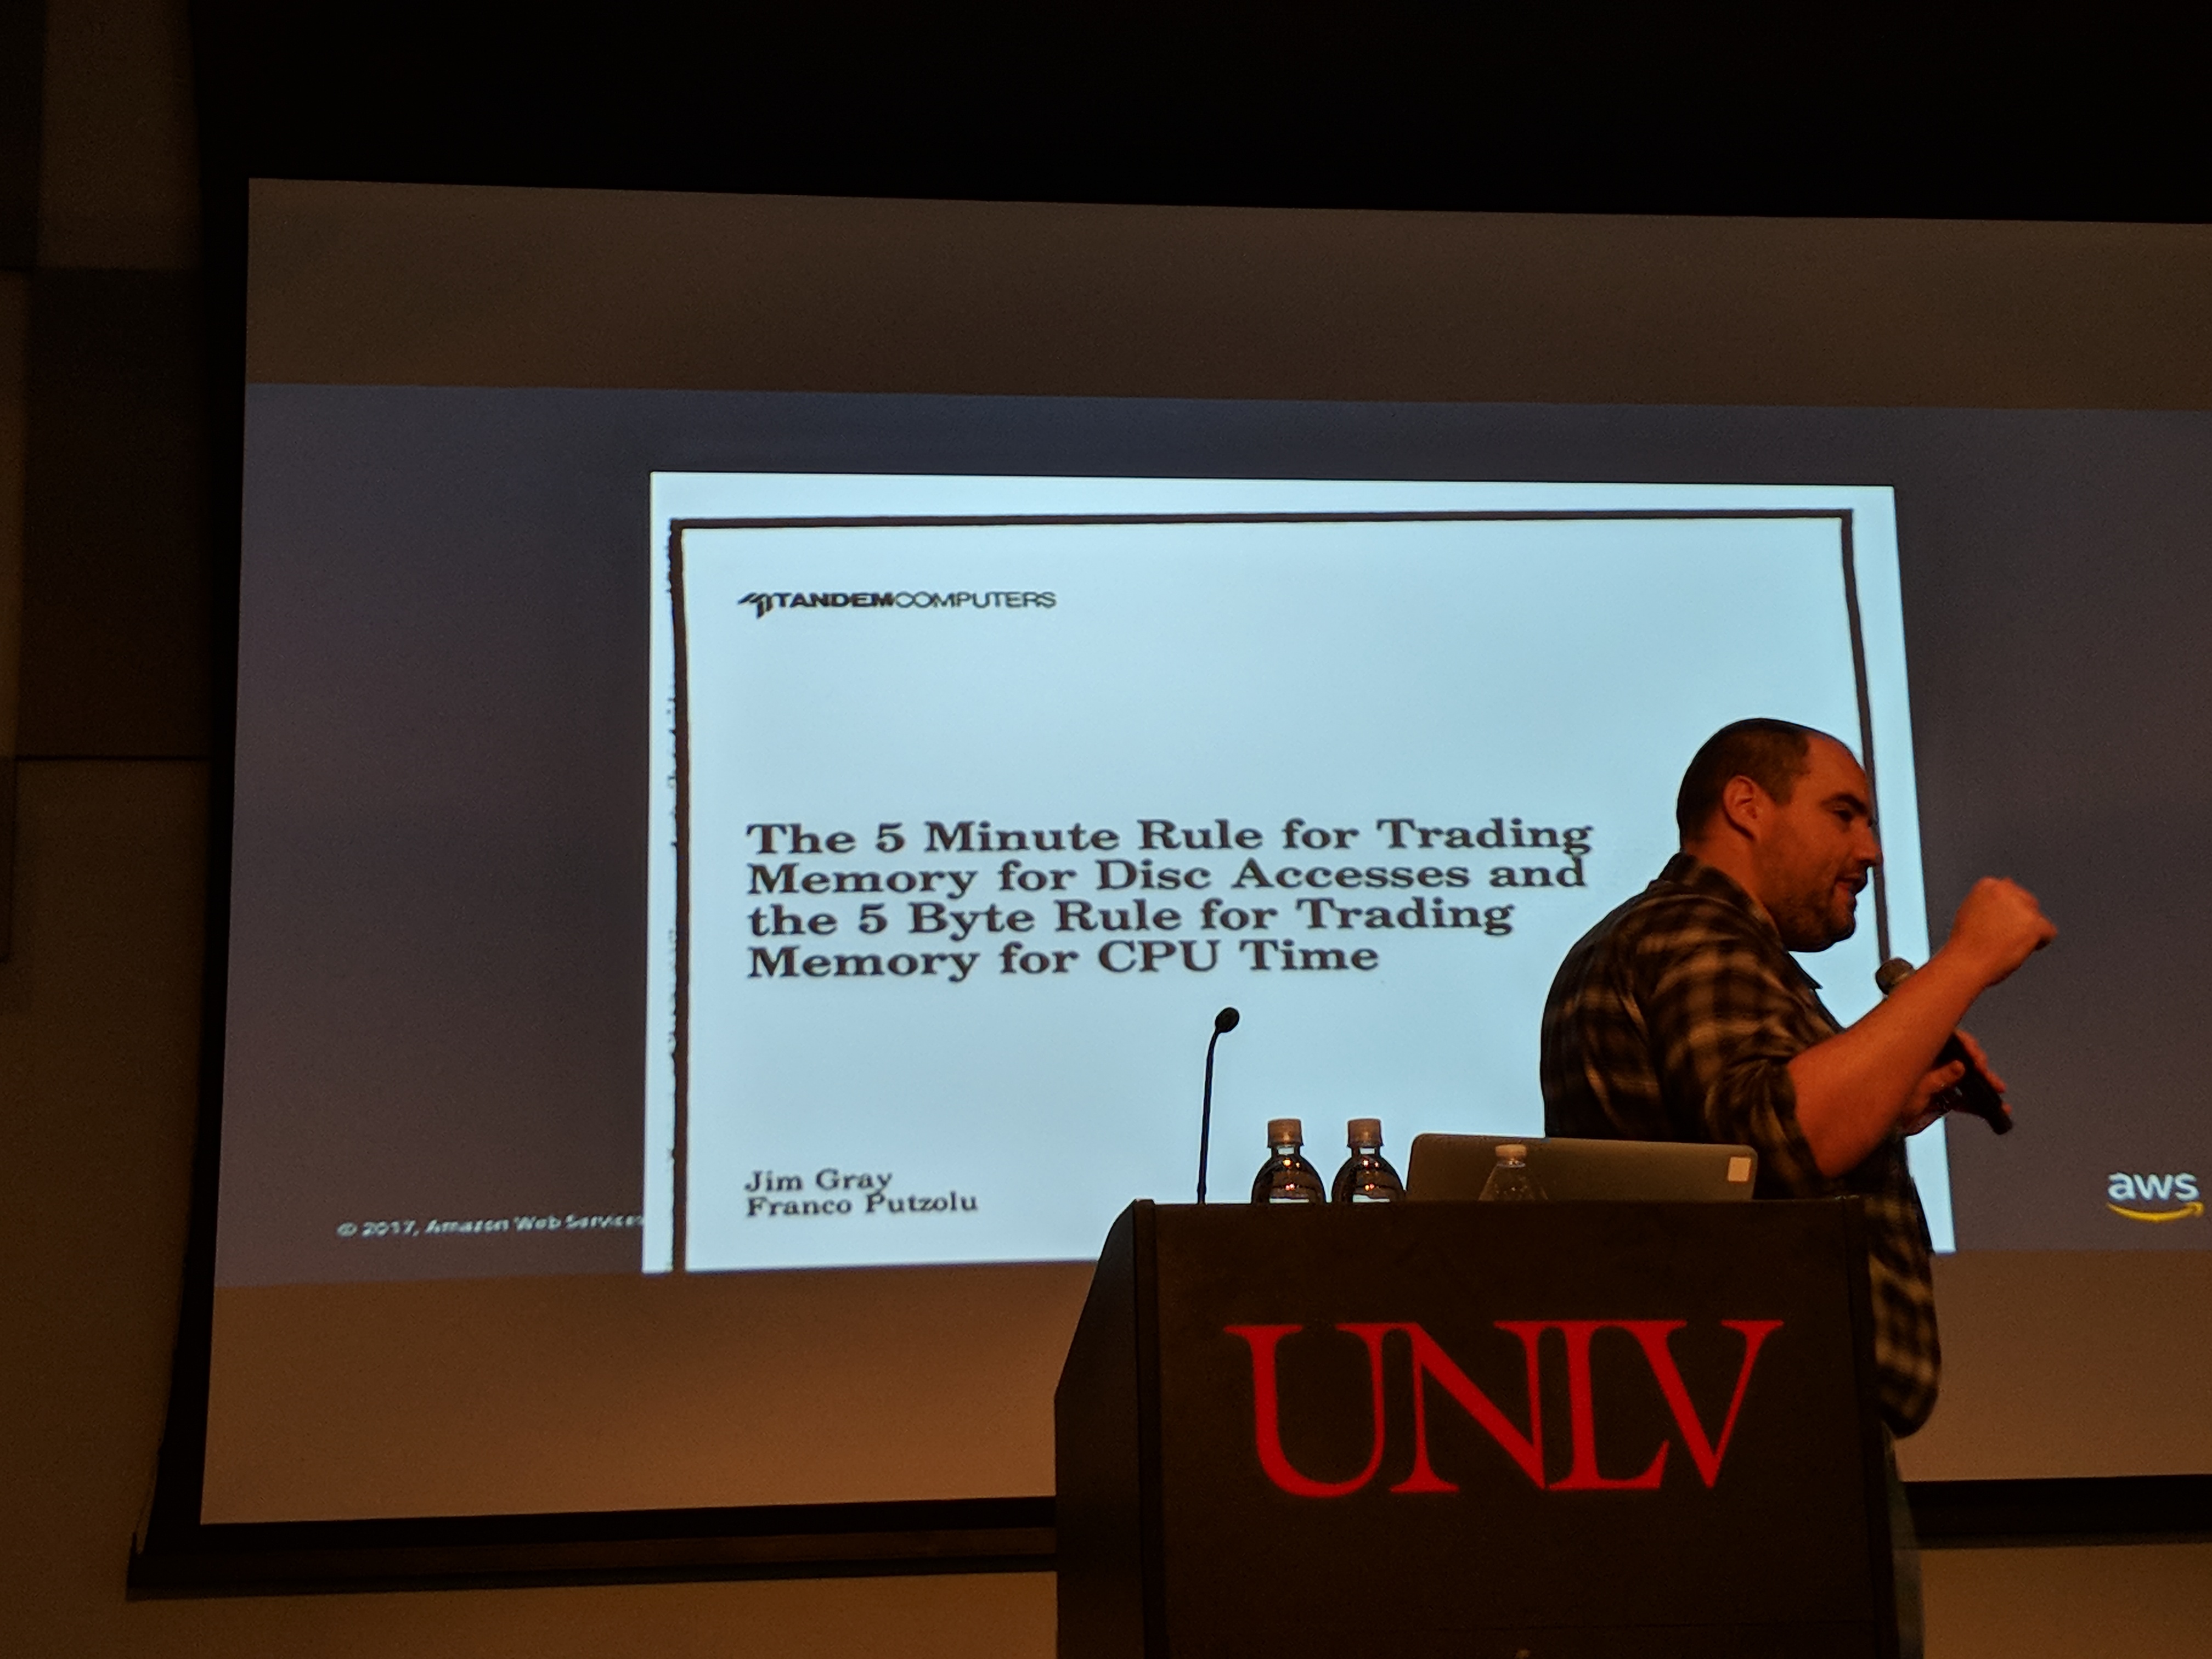 TANDEMCOMPUTERS
The 5 Minute Rule for Trading
Memory for Disc Accesses and
the 5 Byte Rule for Trading
Memory for CPU Time
Jim Gray
Franco Putzolu
© 2017, Amazon Web Services
aws
UNLV